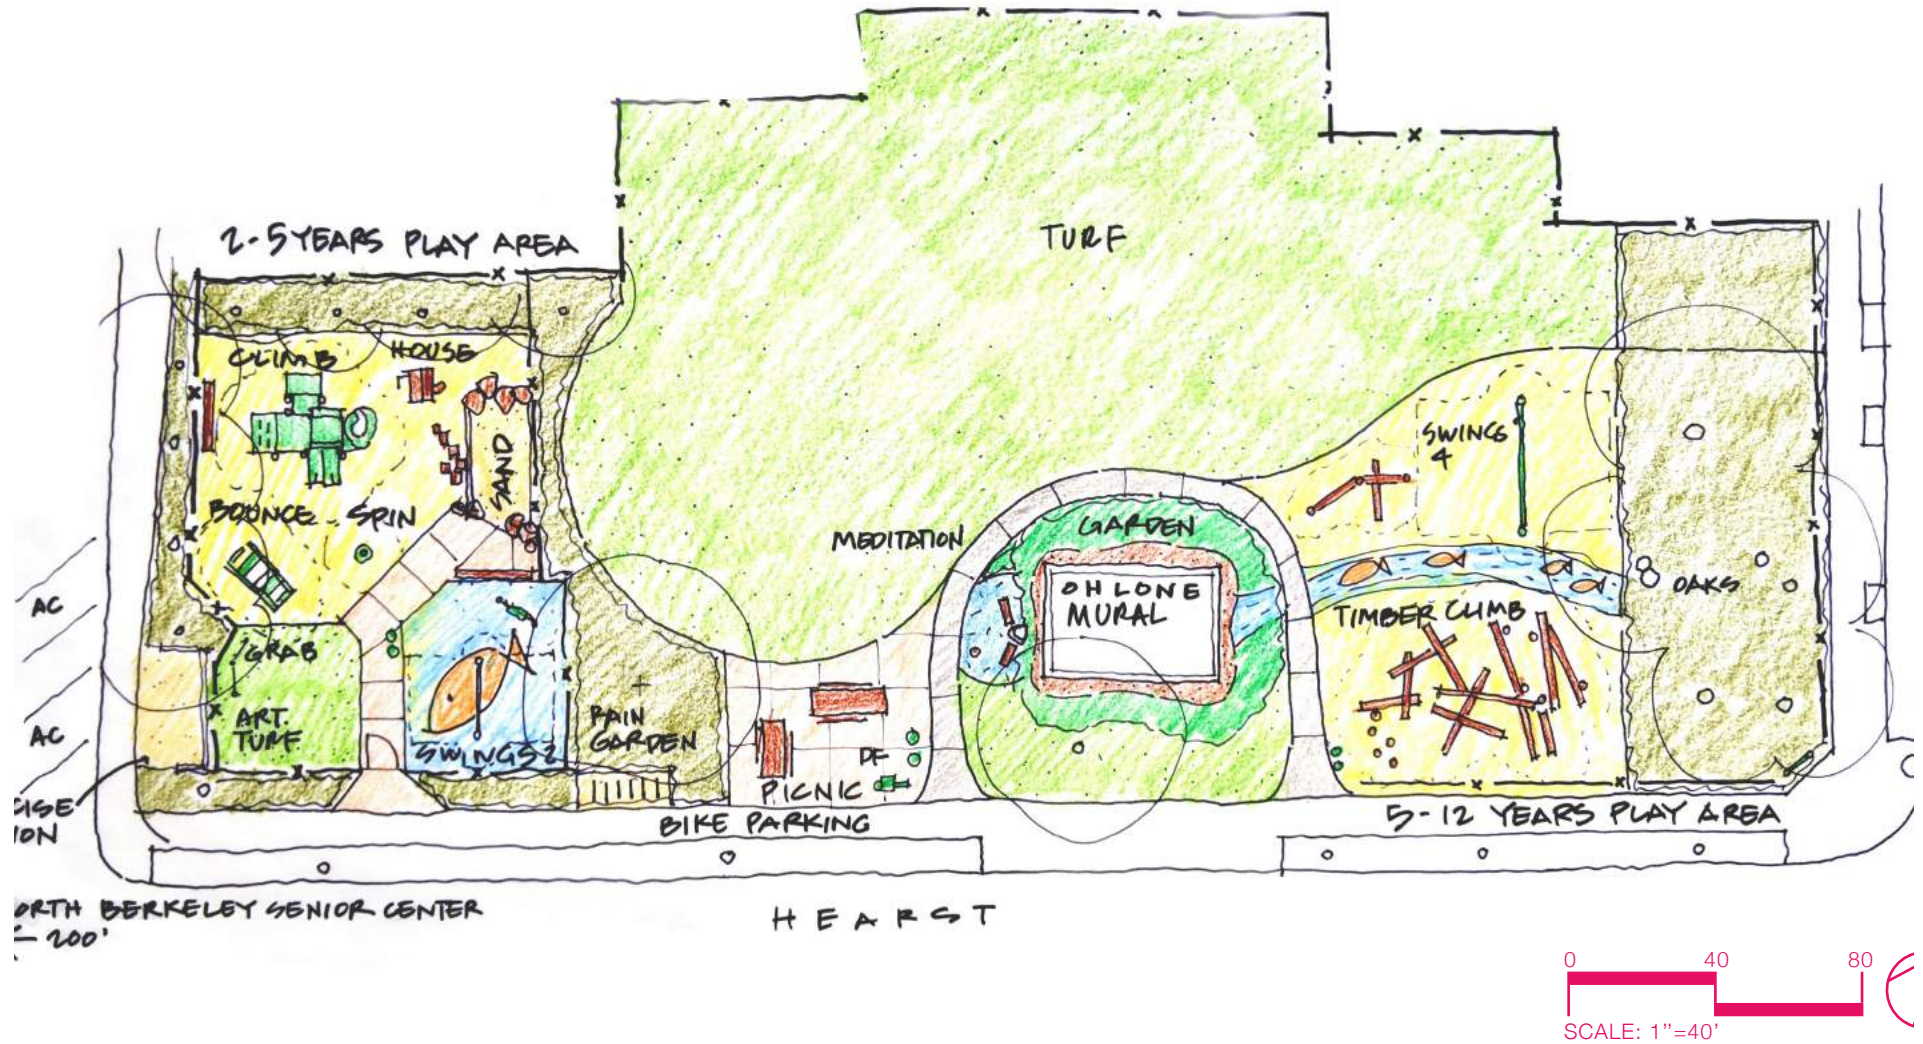 2-5 YEARS PLAY AREA
TURF
CLIMB
HOUSE
SAND
SWINGS
4
BOUNCE
SPIN
MEDITATION
GARDEN
OHLONE
MURAL
TIMBER CLIMB
OAKS
AC
GRAB
ART.
TURF
SWINGS 2
RAIN
GARDEN
AC
DF
PICNIC
BIKE PARKING
5-12 YEARS PLAY AREA
BERKELEY SENIOR CENTER
200'
HEARST
0 40 80
SCALE: 1"=40'